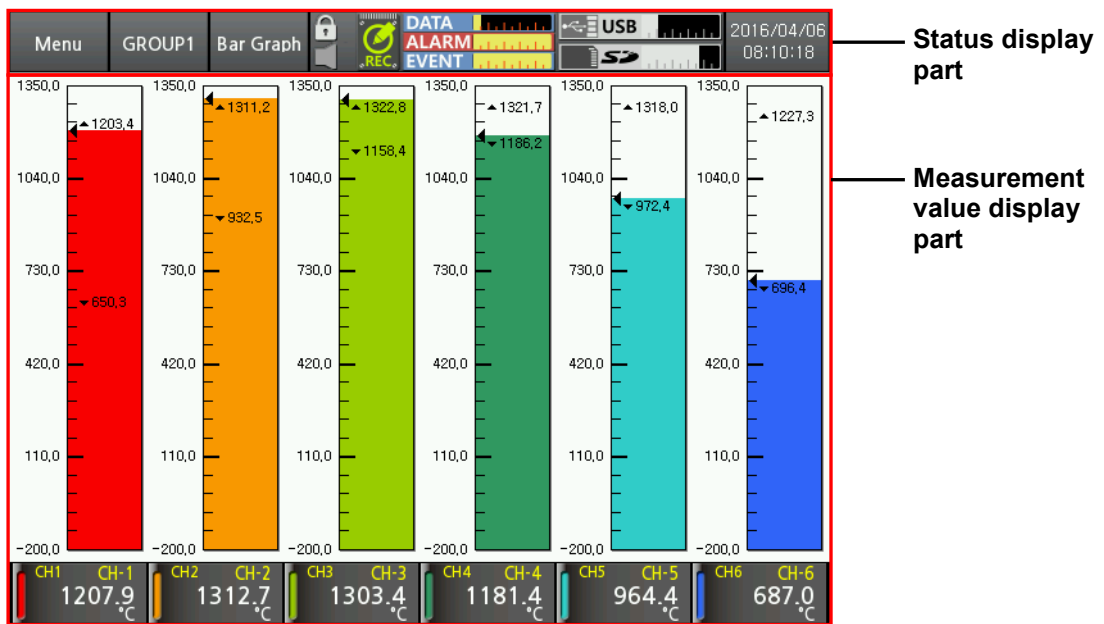 Menu
GROUP1
Bar Graph
REC
DATA
ALARM
EVENT
USB
SD
2016/04/06
08:10:18
Status display
part
Measurement
value display
part
1350,0
1040,0
730,0
420,0
110,0
-200,0
▲1203,4
▼650,3
1350,0
1040,0
730,0
420,0
110,0
-200,0
▲1311,2
▼932,5
1350,0
1040,0
730,0
420,0
110,0
-200,0
▲1322,8
▼1158,4
1350,0
1040,0
730,0
420,0
110,0
-200,0
▲1321,7
▼1186,2
1350,0
1040,0
730,0
420,0
110,0
-200,0
▲1318,0
▼972,4
1350,0
1040,0
730,0
420,0
110,0
-200,0
▲1227,3
▼696,4
CH1 CH-1
1207.9
°C
CH2 CH-2
1312.7
°C
CH3 CH-3
1303.4
°C
CH4 CH-4
1181.4
°C
CH5 CH-5
964.4
°C
CH6 CH-6
687.0
°C